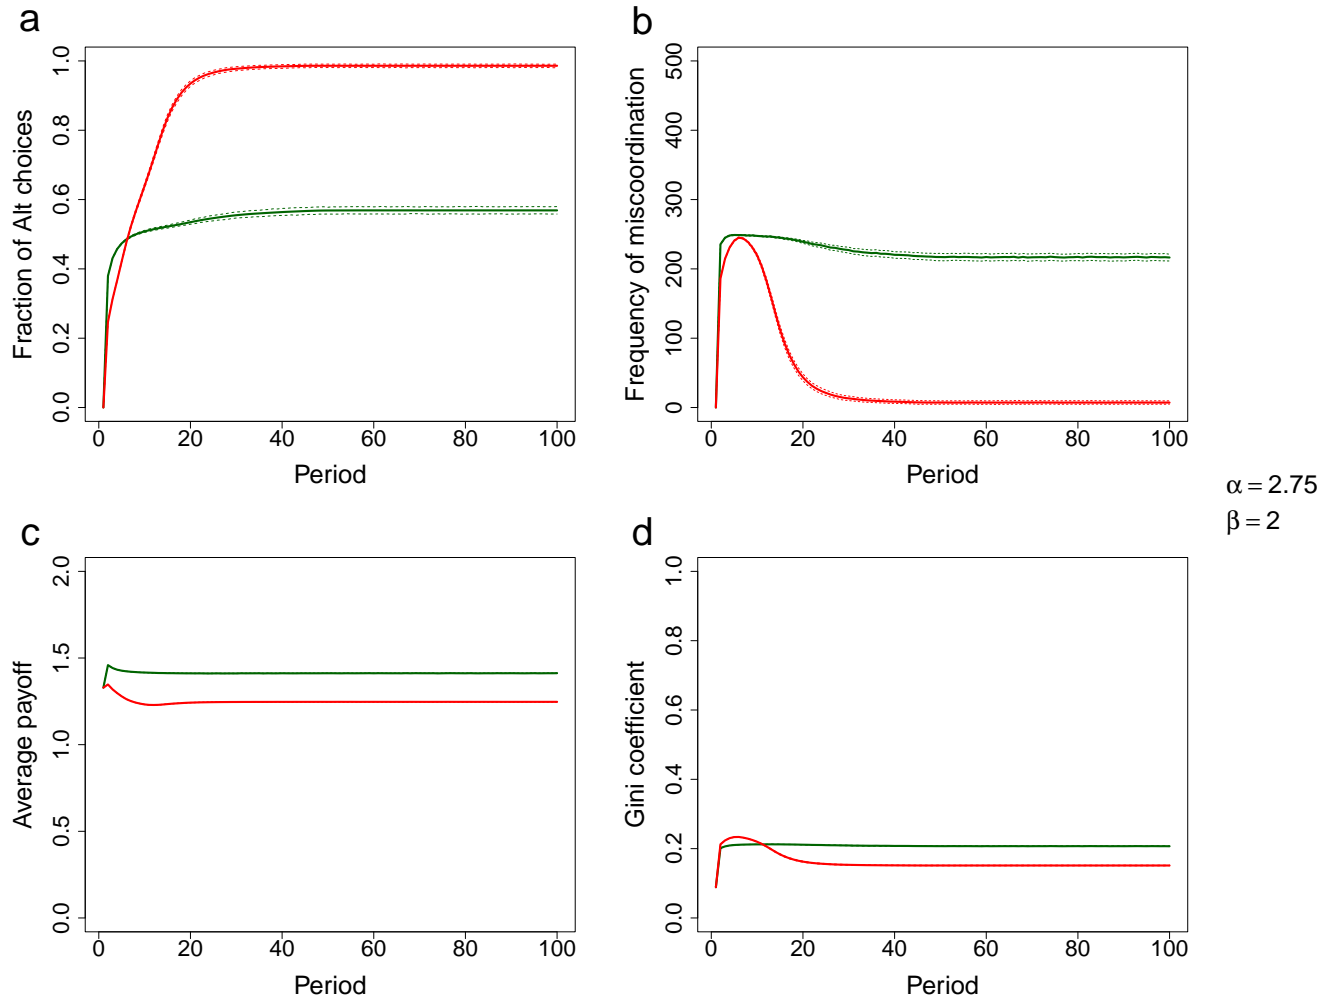 a
Fraction of Alt choices
0.0 0.2 0.4 0.6 0.8 1.0
0 20 40 60 80 100
Period
b
Frequency of miscoordination
0 100 200 300 400 500
0 20 40 60 80 100
Period
α = 2.75
β = 2
c
Average payoff
0.0 0.5 1.0 1.5 2.0
0 20 40 60 80 100
Period
d
Gini coefficient
0.0 0.2 0.4 0.6 0.8 1.0
0 20 40 60 80 100
Period